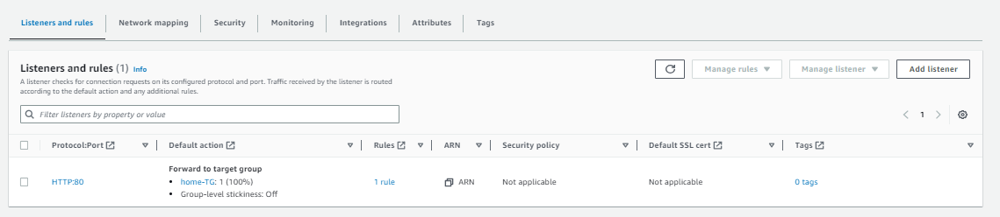 Listeners and rules
Network mapping
Security
Monitoring
Integrations
Attributes
Tags
Listeners and rules (1) Info
A listener checks for connection requests on its configured protocol and port. Traffic received by the listener is routed
according to the default action and any additional rules.
Manage rules
Manage listener
Add listener
Filter listeners by property or value
1
Protocol:Port
Default action
Rules
ARN
Security policy
Default SSL cert
Tags
HTTP:80
Forward to target group
• home-TG: 1 (100%)
• Group-level stickiness: Off
1 rule
ARN
Not applicable
Not applicable
0 tags